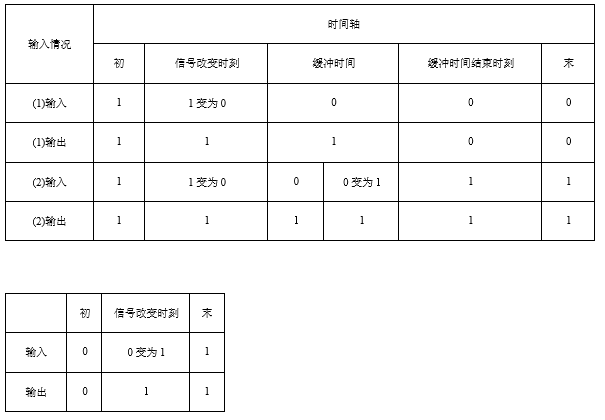 输入情况 时间轴
初 信号改变时刻 缓冲时间 缓冲时间结束时刻 末
(1)输入 1 1变为0 0 0 0
(1)输出 1 1 1 0 0
(2)输入 1 1变为0 0 0变为1 1 1
(2)输出 1 1 1 1 1 1
初 信号改变时刻 末
输入 0 0变为1 1
输出 0 1 1